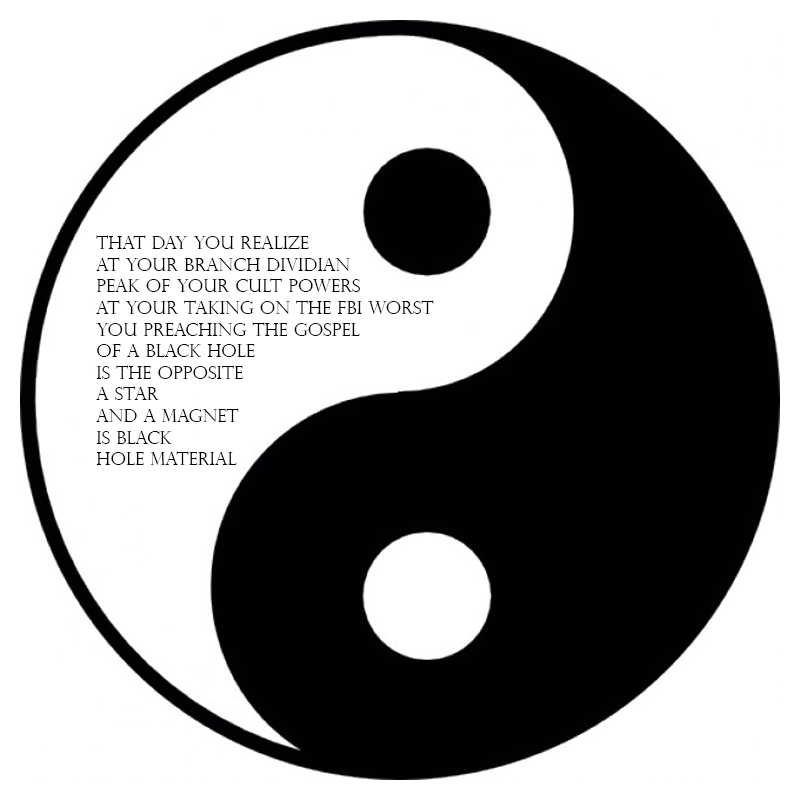 THAT DAY YOU REALIZE
AT YOUR BRANCH DIVIDIAN
PEAK OF YOUR CULT POWERS
AT YOUR TAKING ON THE FBI WORST
YOU PREACHING THE GOSPEL
OF A BLACK HOLE
IS THE OPPOSITE
A STAR
AND A MAGNET
IS BLACK
HOLE MATERIAL